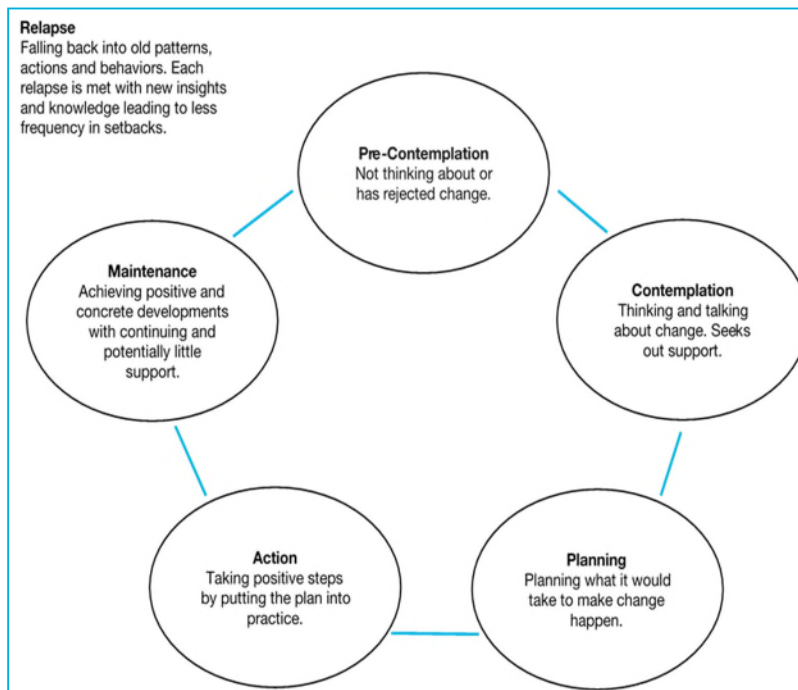 Relapse
Falling back into old patterns,
actions and behaviors. Each
relapse is met with new insights
and knowledge leading to less
frequency in setbacks.
Pre-Contemplation
Not thinking about or
has rejected change.
Contemplation
Thinking and talking
about change. Seeks
out support.
Planning
Planning what it would
take to make change
happen.
Action
Taking positive steps
by putting the plan into
practice.
Maintenance
Achieving positive and
concrete developments
with continuing and
potentially little
support.